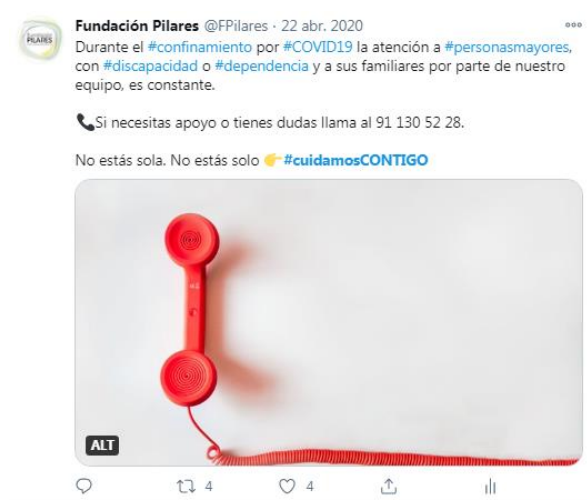 PILARES
Fundación Pilares @FPilares · 22 abr. 2020
Durante el #confinamiento por #COVID19 la atención a #personasmayores,
con #discapacidad o #dependencia y a sus familiares por parte de nuestro
equipo, es constante.
📞Si necesitas apoyo o tienes dudas llama al 91 130 52 28.
No estás sola. No estás solo 👉#cuidamosCONTIGO
ALT
4
4